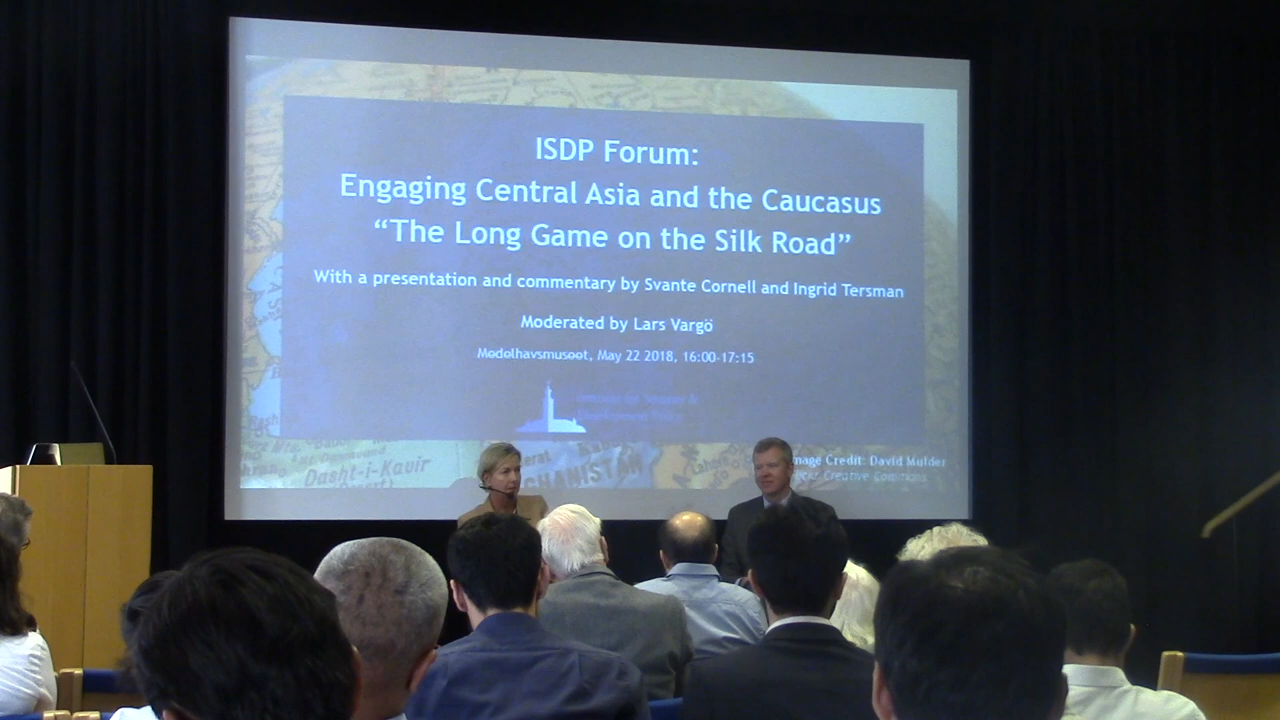 ISDP Forum:
Engaging Central Asia and the Caucasus
“The Long Game on the Silk Road”
With a presentation and commentary by Svante Cornell and Ingrid Tersman
Moderated by Lars Vargö
Medelhavsmuseet, May 22 2018, 16:00-17:15
Image Credit: David Mulder
Creative Commons
Dasht-i-Kavir